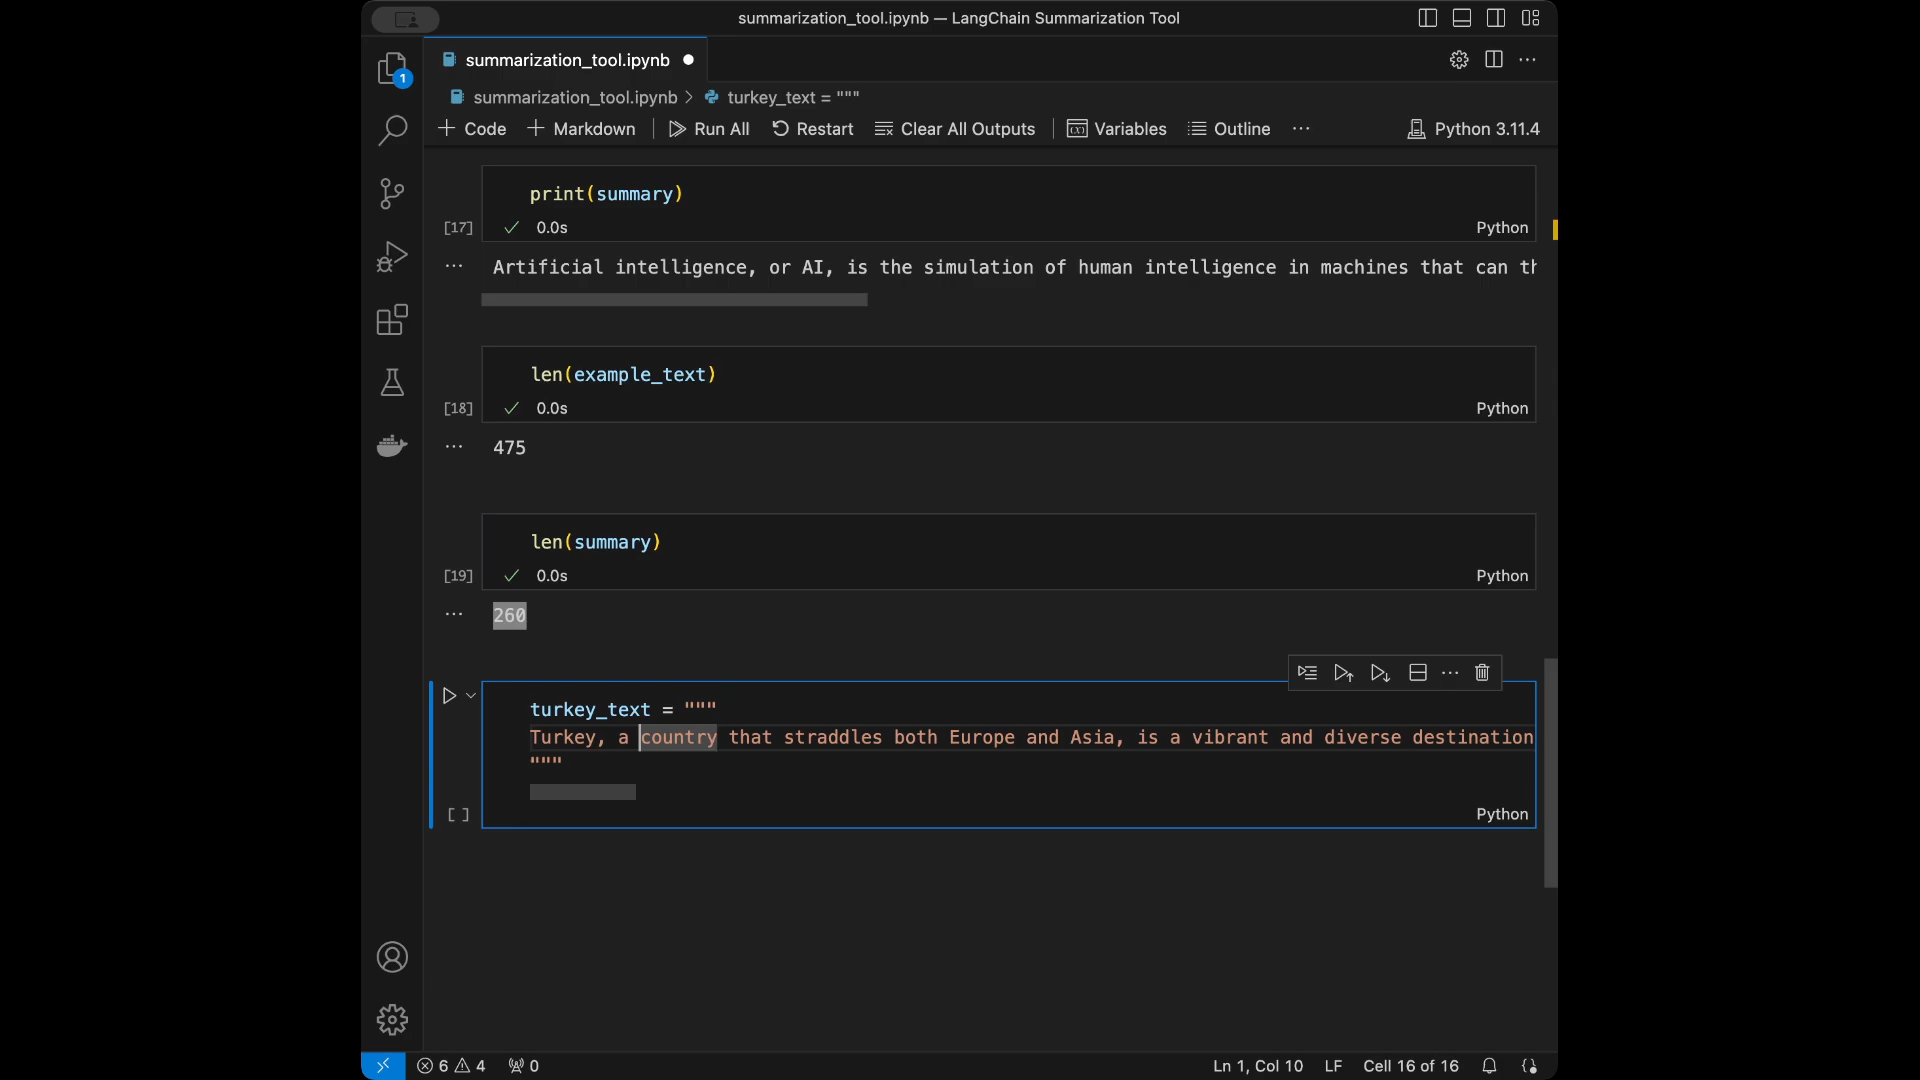 summarization_tool.ipynb — LangChain Summarization Tool
summarization_tool.ipynb
1
summarization_tool.ipynb > turkey_text = """
Code Markdown Run All Restart Clear All Outputs Variables Outline ... Python 3.11.4
print(summary)
[17] 0.0s Python
... Artificial intelligence, or AI, is the simulation of human intelligence in machines that can
len(example_text)
[18] 0.0s Python
... 475
len(summary)
[19] 0.0s Python
... 260
turkey_text = """
Turkey, a country that straddles both Europe and Asia, is a vibrant and diverse destination
"""
[ ] Python
6 4 0 Ln 1, Col 10 LF Cell 16 of 16